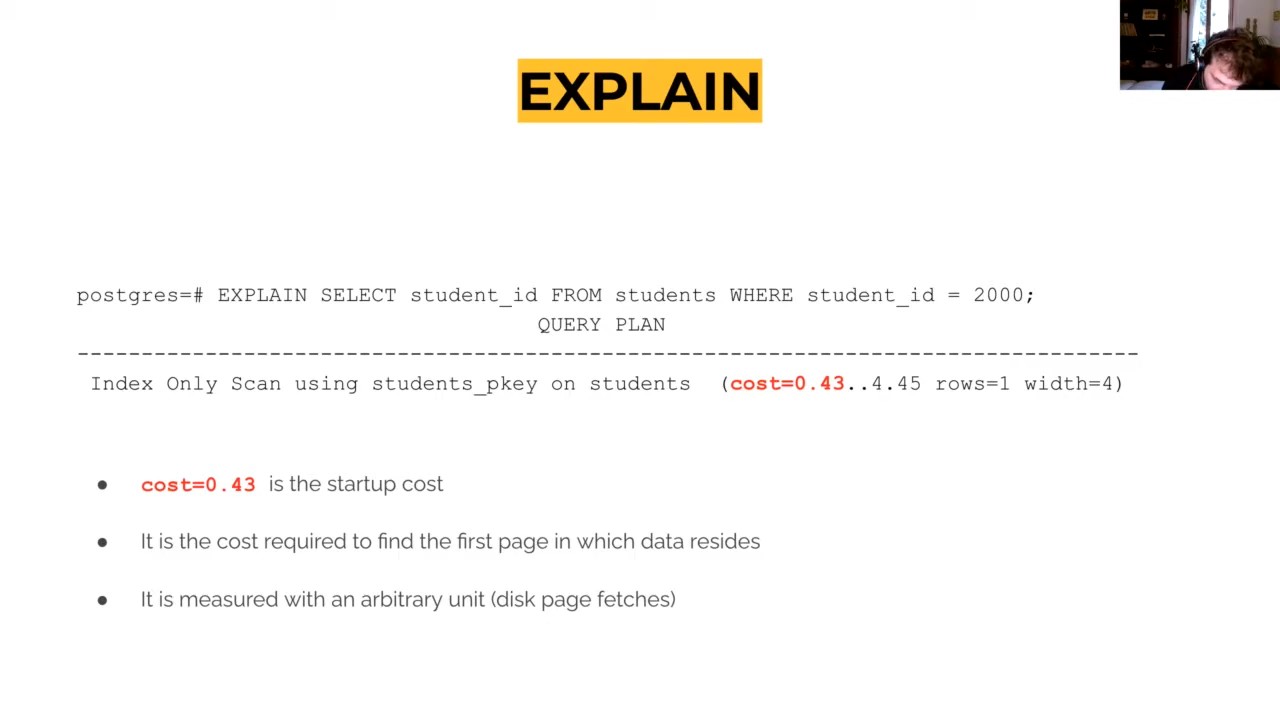 EXPLAIN
postgres=# EXPLAIN SELECT student_id FROM students WHERE student_id = 2000;
QUERY PLAN
-----------------------------------------------------------------------------------
Index Only Scan using students_pkey on students (cost=0.43..4.45 rows=1 width=4)
● cost=0.43 is the startup cost
● It is the cost required to find the first page in which data resides
● It is measured with an arbitrary unit (disk page fetches)